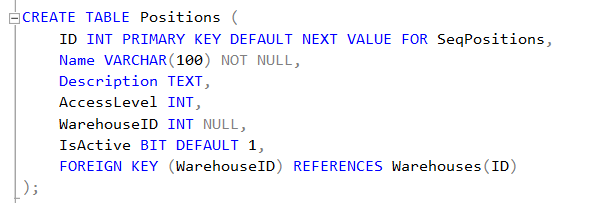 CREATE TABLE Positions (
ID INT PRIMARY KEY DEFAULT NEXT VALUE FOR SeqPositions,
Name VARCHAR(100) NOT NULL,
Description TEXT,
AccessLevel INT,
WarehouseID INT NULL,
IsActive BIT DEFAULT 1,
FOREIGN KEY (WarehouseID) REFERENCES Warehouses(ID)
);